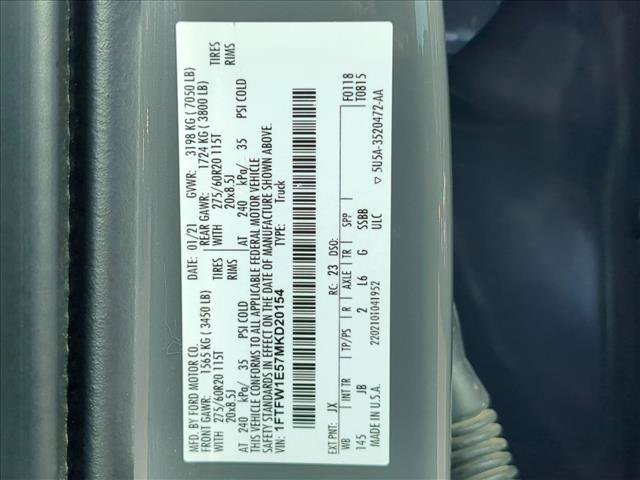 MFD. BY FORD MOTOR CO.
DATE: 01/21 GVWR: 3198 KG ( 7050 LB)
FRONT GAWR: 1565 KG ( 3450 LB) REAR GAWR: 1724 KG ( 3800 LB)
WITH 275/60R20 115T TIRES WITH 275/60R20 115T TIRES
20x8.5J RIMS 20x8.5J RIMS
AT 240 kPa/ 35 PSI COLD AT 240 kPa/ 35 PSI COLD
THIS VEHICLE CONFORMS TO ALL APPLICABLE FEDERAL MOTOR VEHICLE
SAFETY STANDARDS IN EFFECT ON THE DATE OF MANUFACTURE SHOWN ABOVE.
VIN: 1FTFW1E57MKD20154 TYPE: Truck
F0118
T0815
EXT PNT: JX RC: 23 DSO:
WB INT TR TP/PS R AXLE TR SPP
145 JB 2 L6 G SSBB
MADE IN U.S.A. 2202101041952 ULC 5U5A-3520472-AA